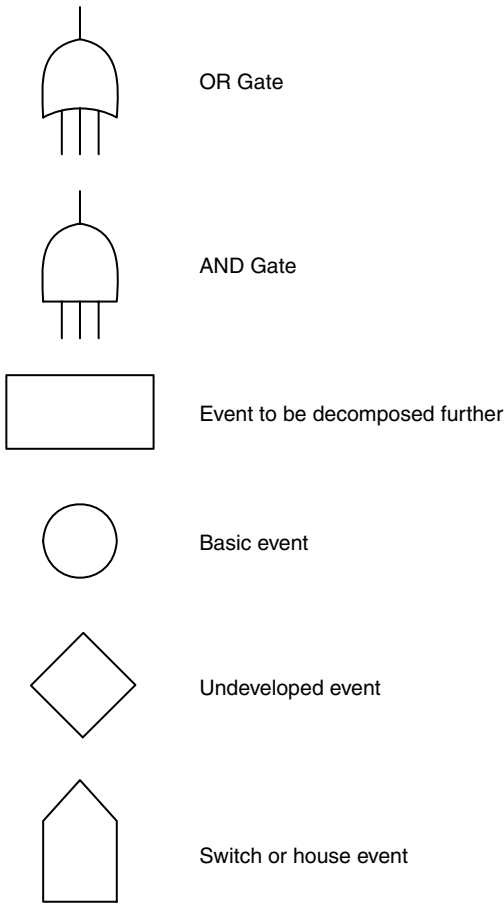 OR Gate
AND Gate
Event to be decomposed further
Basic event
Undeveloped event
Switch or house event